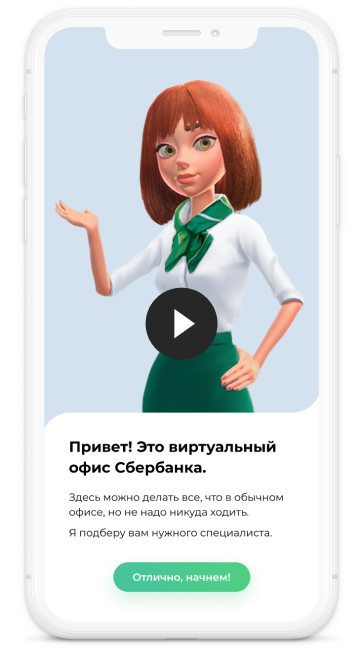 Привет! Это виртуальный
офис Сбербанка.
Здесь можно делать все, что в обычном
офисе, но не надо никуда ходить.
Я подберу вам нужного специалиста.
Отлично, начнем!